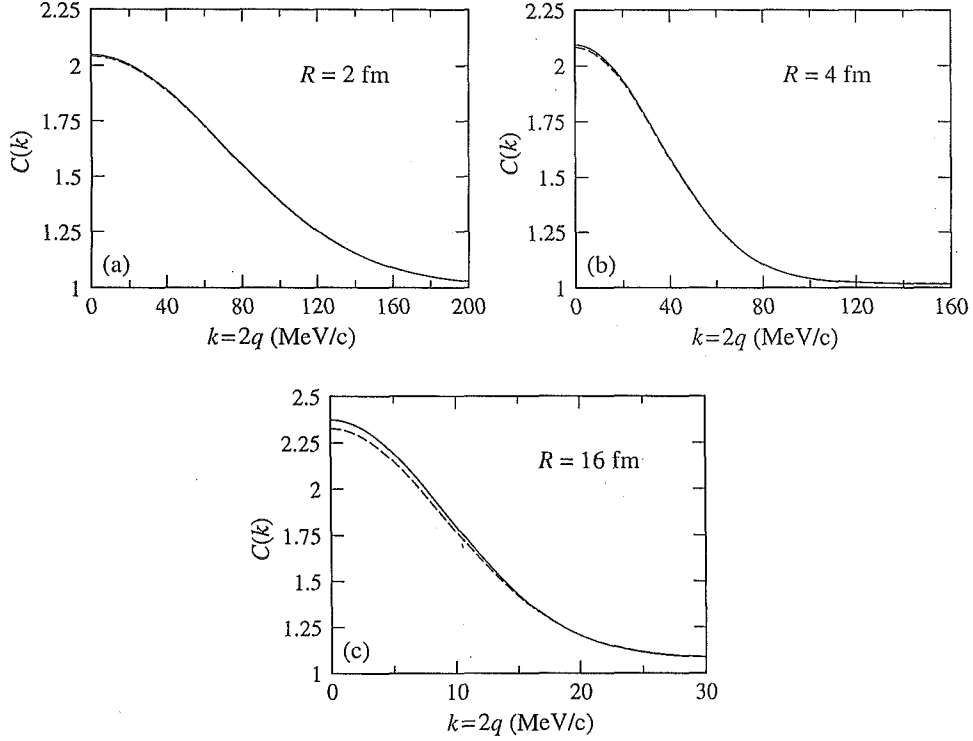 2.25
R = 2 fm
2
1.75
C(k)
1.5
1.25
(a)
1
0 40 80 120 160 200
k=2q (MeV/c)
2.25
R = 4 fm
2
1.75
C(k)
1.5
1.25
(b)
1
0 40 80 120 160
k=2q (MeV/c)
2.5
2.25
R = 16 fm
2
C(k)
1.75
1.5
1.25
(c)
1
0 10 20 30
k=2q (MeV/c)